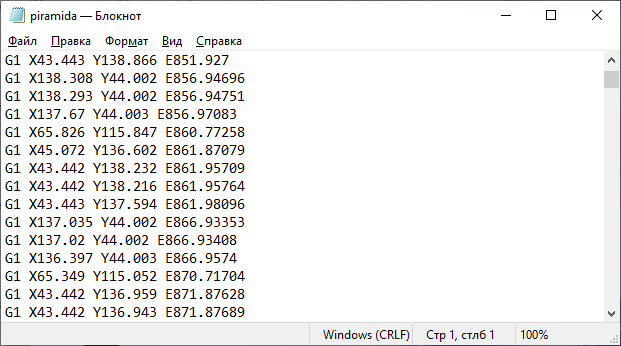 piramida — Блокнот
Файл Правка Формат Вид Справка
G1 X43.443 Y138.866 E851.927
G1 X138.308 Y44.002 E856.94696
G1 X138.293 Y44.002 E856.94751
G1 X137.67 Y44.003 E856.97083
G1 X65.826 Y115.847 E860.77258
G1 X45.072 Y136.602 E861.87079
G1 X43.442 Y138.232 E861.95709
G1 X43.442 Y138.216 E861.95764
G1 X43.443 Y137.594 E861.98096
G1 X137.035 Y44.002 E866.93353
G1 X137.02 Y44.002 E866.93408
G1 X136.397 Y44.003 E866.9574
G1 X65.349 Y115.052 E870.71704
G1 X43.442 Y136.959 E871.87628
G1 X43.442 Y136.943 E871.87689
Windows (CRLF) Стр 1, стлб 1 100%